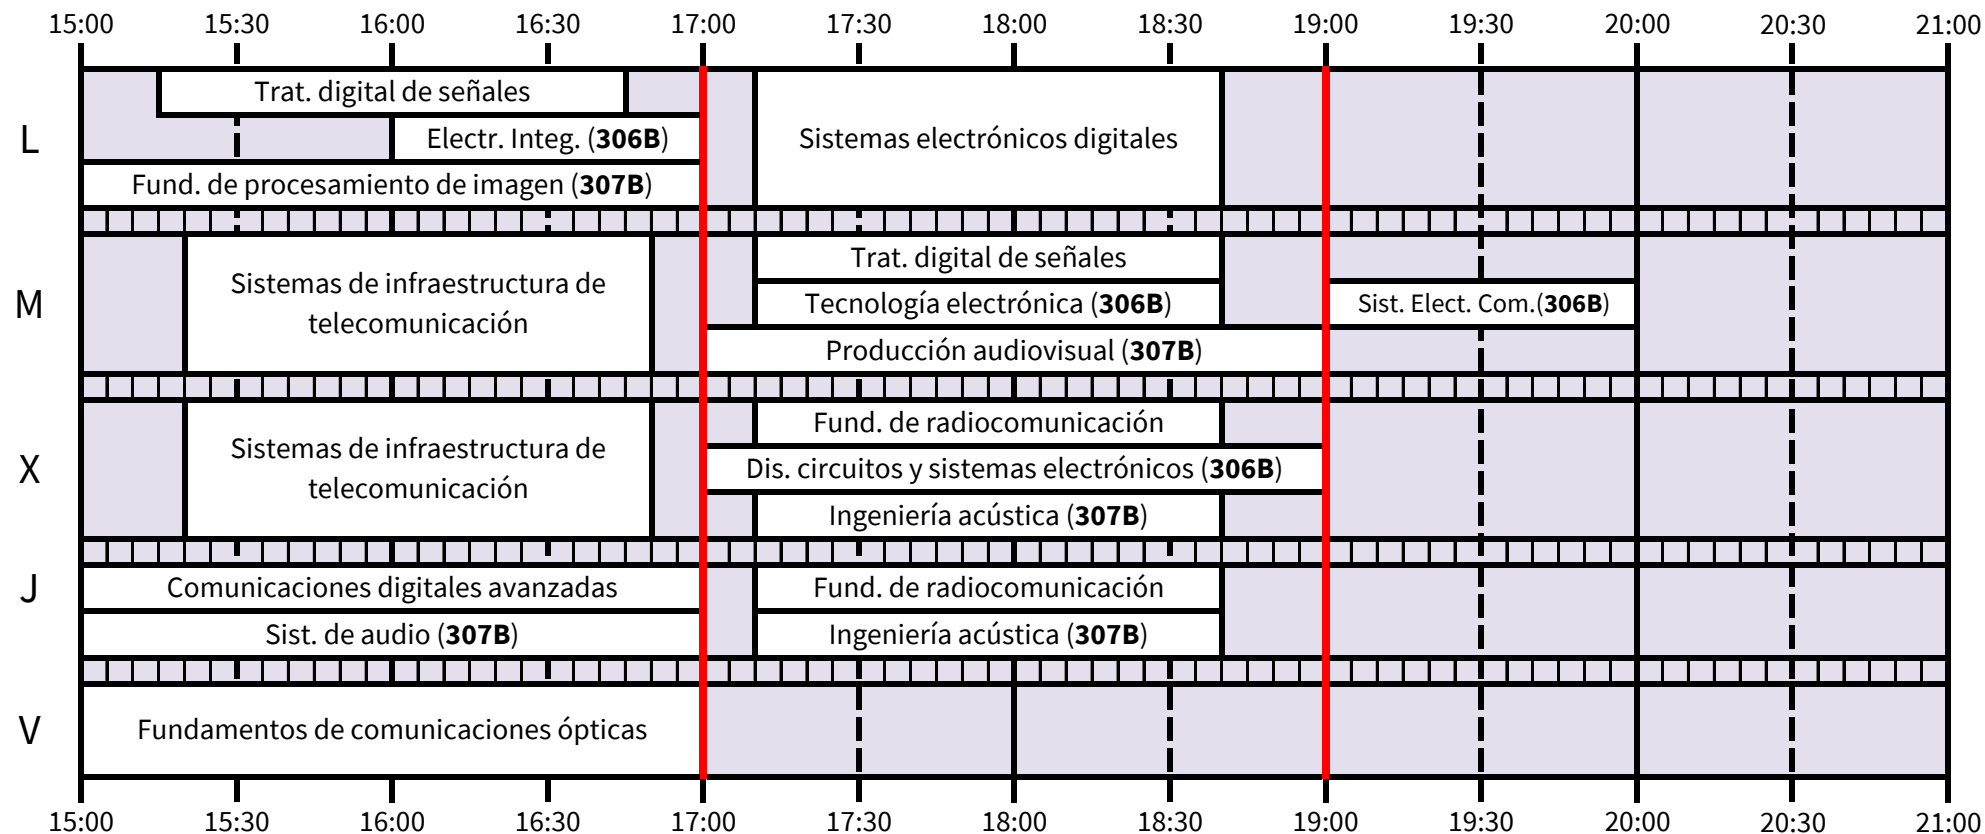 15:00 15:30 16:00 16:30 17:00 17:30 18:00 18:30 19:00 19:30 20:00 20:30 21:00
L
Trat. digital de señales
Electr. Integ. (306B)
Fund. de procesamiento de imagen (307B)
Sistemas electrónicos digitales
M
Sistemas de infraestructura de
telecomunicación
Trat. digital de señales
Tecnología electrónica (306B)
Producción audiovisual (307B)
Sist. Elect. Com.(306B)
X
Sistemas de infraestructura de
telecomunicación
Fund. de radiocomunicación
Dis. circuitos y sistemas electrónicos (306B)
Ingeniería acústica (307B)
J
Comunicaciones digitales avanzadas
Sist. de audio (307B)
Fund. de radiocomunicación
Ingeniería acústica (307B)
V
Fundamentos de comunicaciones ópticas
15:00 15:30 16:00 16:30 17:00 17:30 18:00 18:30 19:00 19:30 20:00 20:30 21:00